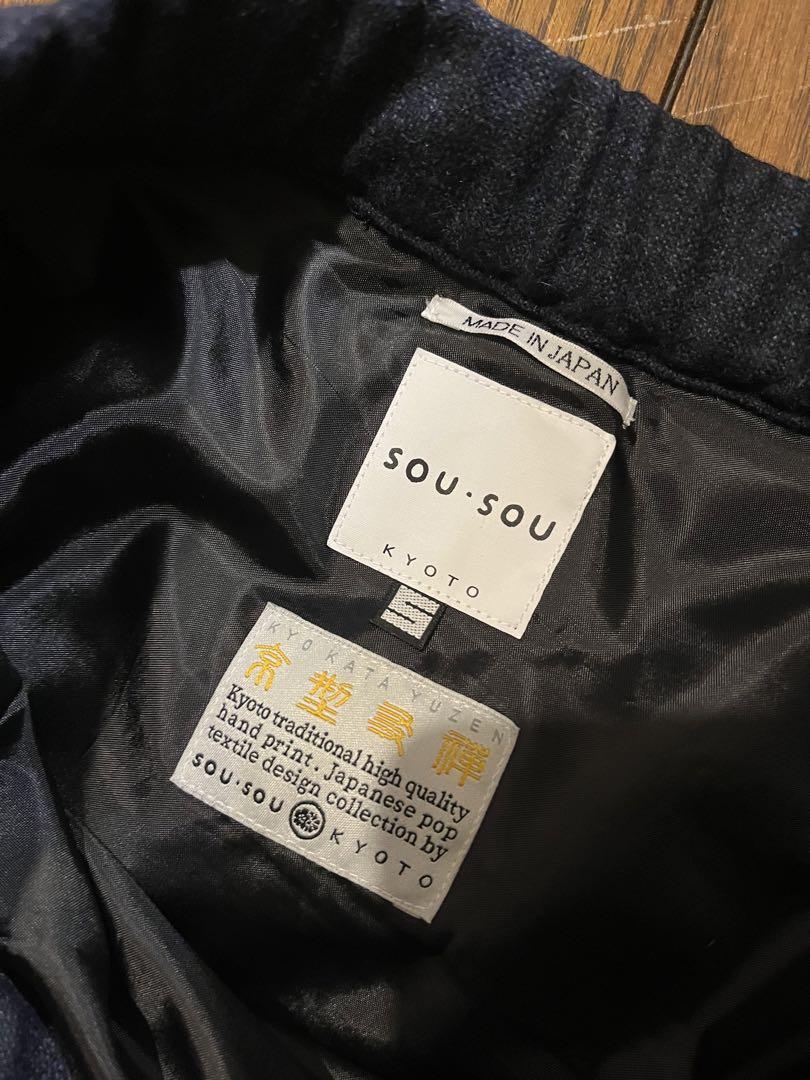 MADE IN JAPAN
SOU・SOU
KYOTO
KYO KATA YUZEN
京型友禅
Kyoto traditional high quality
hand print. Japanese pop
textile design collection by
SOU・SOU KYOTO